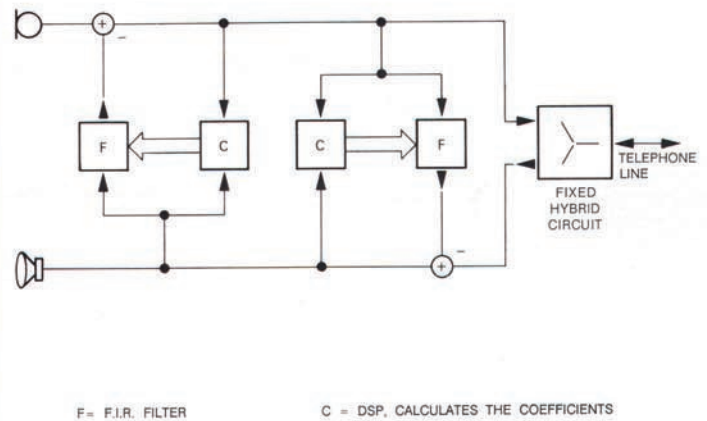 F
C
C
F
TELEPHONE
LINE
FIXED
HYBRID
CIRCUIT
F= F.I.R. FILTER
C = DSP, CALCULATES THE COEFFICIENTS